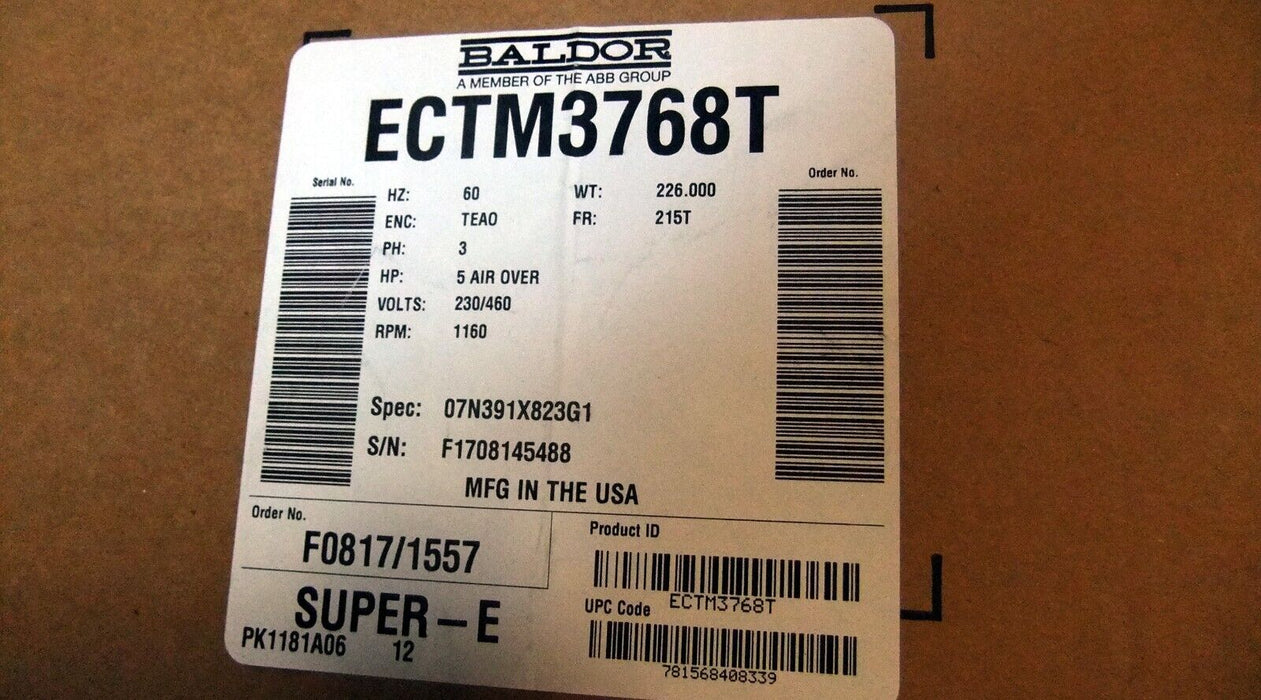 BALDOR
A MEMBER OF THE ABB GROUP
ECTM3768T
Serial No.
Order No.
HZ: 60 WT: 226.000
ENC: TEAO FR: 215T
PH: 3
HP: 5 AIR OVER
VOLTS: 230/460
RPM: 1160
Spec: 07N391X823G1
S/N: F1708145488
MFG IN THE USA
Order No.
F0817/1557
SUPER-E
PK1181A06 12
Product ID
ECTM3768T
UPC Code
781568408339